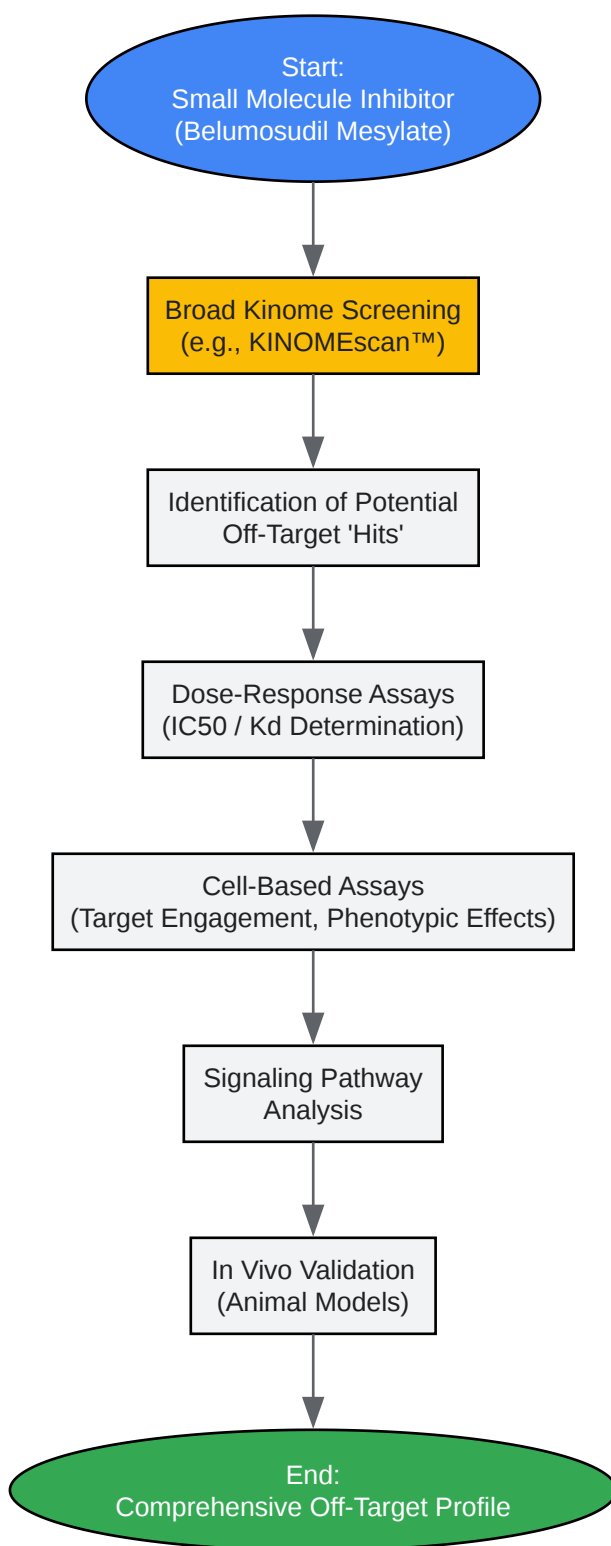 Start:
Small Molecule Inhibitor
(Belumosudil Mesylate)
Broad Kinome Screening
(e.g., KINOMEscan™)
Identification of Potential
Off-Target 'Hits'
Dose-Response Assays
(IC50 / Kd Determination)
Cell-Based Assays
(Target Engagement, Phenotypic Effects)
Signaling Pathway
Analysis
In Vivo Validation
(Animal Models)
End:
Comprehensive Off-Target Profile